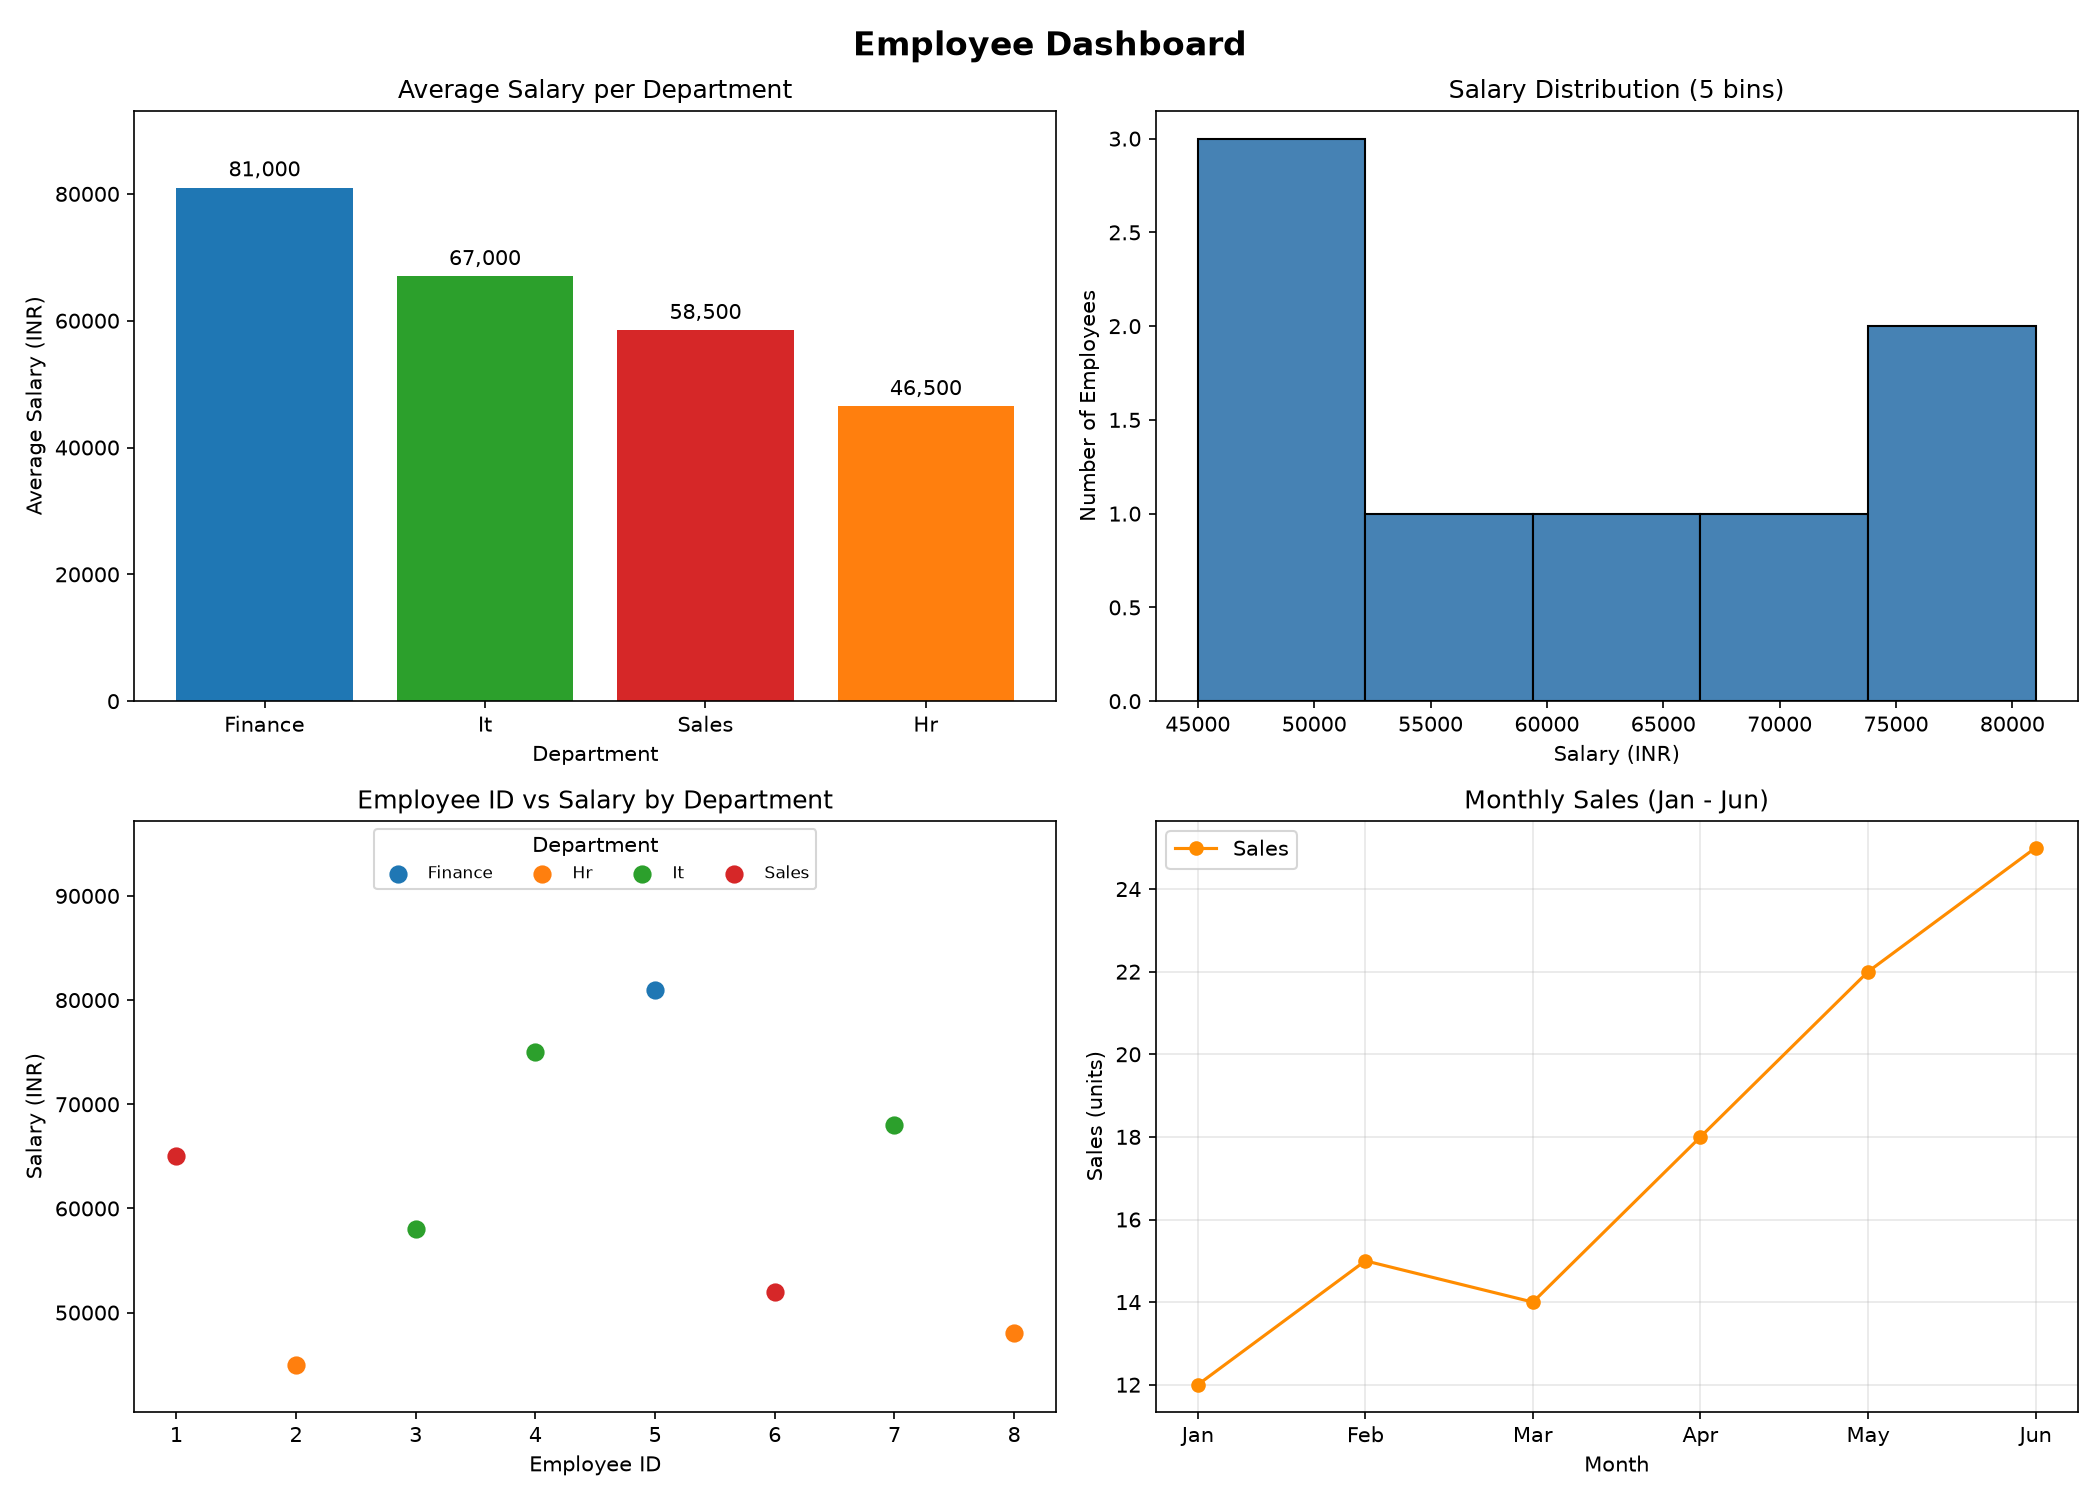 Employee Dashboard
Average Salary per Department
Average Salary (INR)
80000
60000
40000
20000
0
81,000
67,000
58,500
46,500
Finance It Sales Hr
Department
Salary Distribution (5 bins)
Number of Employees
3.0
2.5
2.0
1.5
1.0
0.5
0.0
45000 50000 55000 60000 65000 70000 75000 80000
Salary (INR)
Employee ID vs Salary by Department
Department
Finance Hr It Sales
Salary (INR)
90000
80000
70000
60000
50000
1 2 3 4 5 6 7 8
Employee ID
Monthly Sales (Jan - Jun)
Sales
Sales (units)
24
22
20
18
16
14
12
Jan Feb Mar Apr May Jun
Month